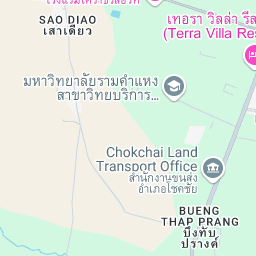 SAO DIAO
เสาเดียว
เทอรา วิลล่า รีส
(Terra Villa Res
มหาวิทยาลัยรามคำแหง
สาขาวิทยบริการ...
Chokchai Land
Transport Office
สำนักงานขนส่ง
อำเภอโชคชัย
BUENG
THAP PRANG
บึงทับ
ปรางค์